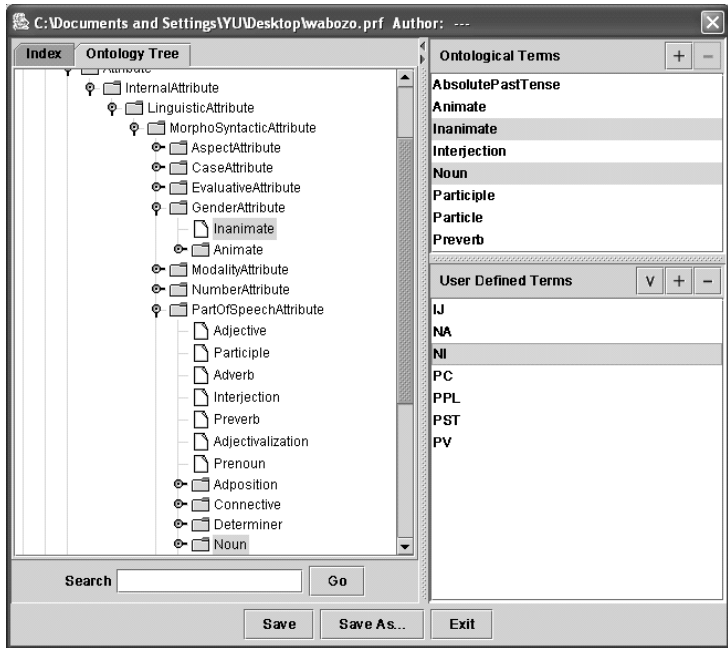 C:\Documents and Settings\YU\Desktop\wabozo.prf Author: ---
Index Ontology Tree
Attribute
InternalAttribute
LinguisticAttribute
MorphoSyntacticAttribute
AspectAttribute
CaseAttribute
EvaluativeAttribute
GenderAttribute
Inanimate
Animate
ModalityAttribute
NumberAttribute
PartOfSpeechAttribute
Adjective
Participle
Adverb
Interjection
Preverb
Adjectivalization
Prenoun
Adposition
Connective
Determiner
Noun
Search Go
Ontological Terms + −
AbsolutePastTense
Animate
Inanimate
Interjection
Noun
Participle
Particle
Preverb
User Defined Terms V + −
IJ
NA
NI
PC
PPL
PST
PV
Save Save As... Exit